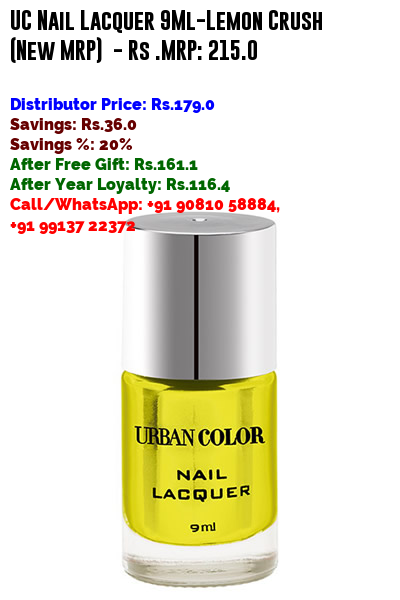 UC Nail Lacquer 9Ml-Lemon Crush
(New MRP) - Rs .MRP: 215.0
Distributor Price: Rs.179.0
Savings: Rs.36.0
Savings %: 20%
After Free Gift: Rs.161.1
After Year Loyalty: Rs.116.4
Call/WhatsApp: +91 90810 58884,
+91 99137 22372
URBAN COLOR
NAIL
LACQUER
9ml